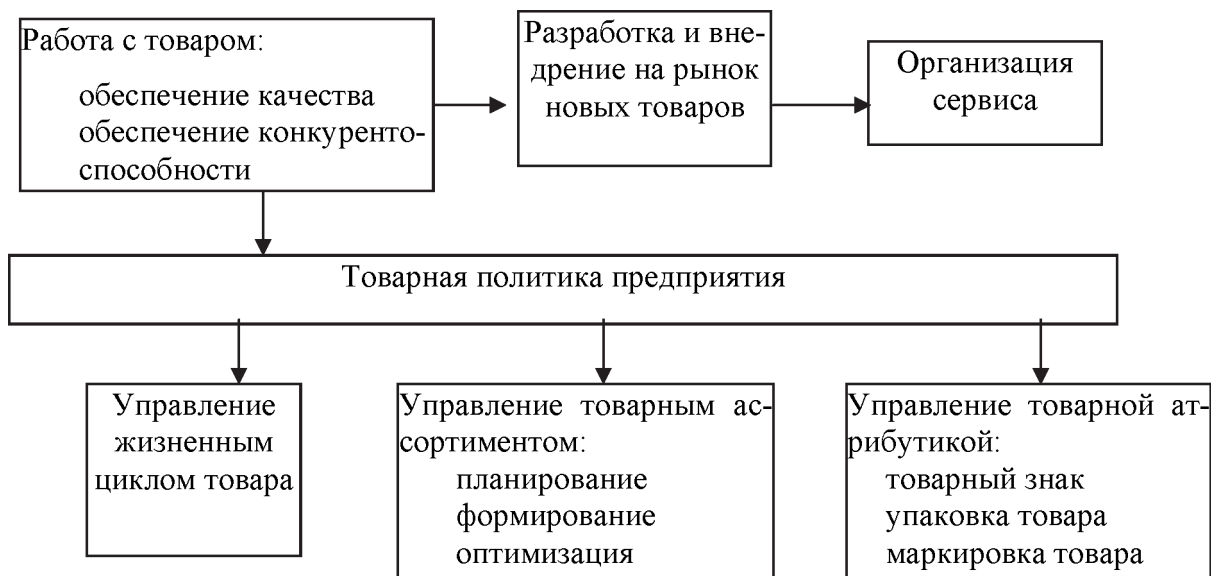 Работа с товаром:
обеспечение качества
обеспечение конкуренто-
способности
Разработка и вне-
дрение на рынок
новых товаров
Организация
сервиса
Товарная политика предприятия
Управление
жизненным
циклом товара
Управление товарным ас-
сортиментом:
планирование
формирование
оптимизация
Управление товарной ат-
рибутикой:
товарный знак
упаковка товара
маркировка товара